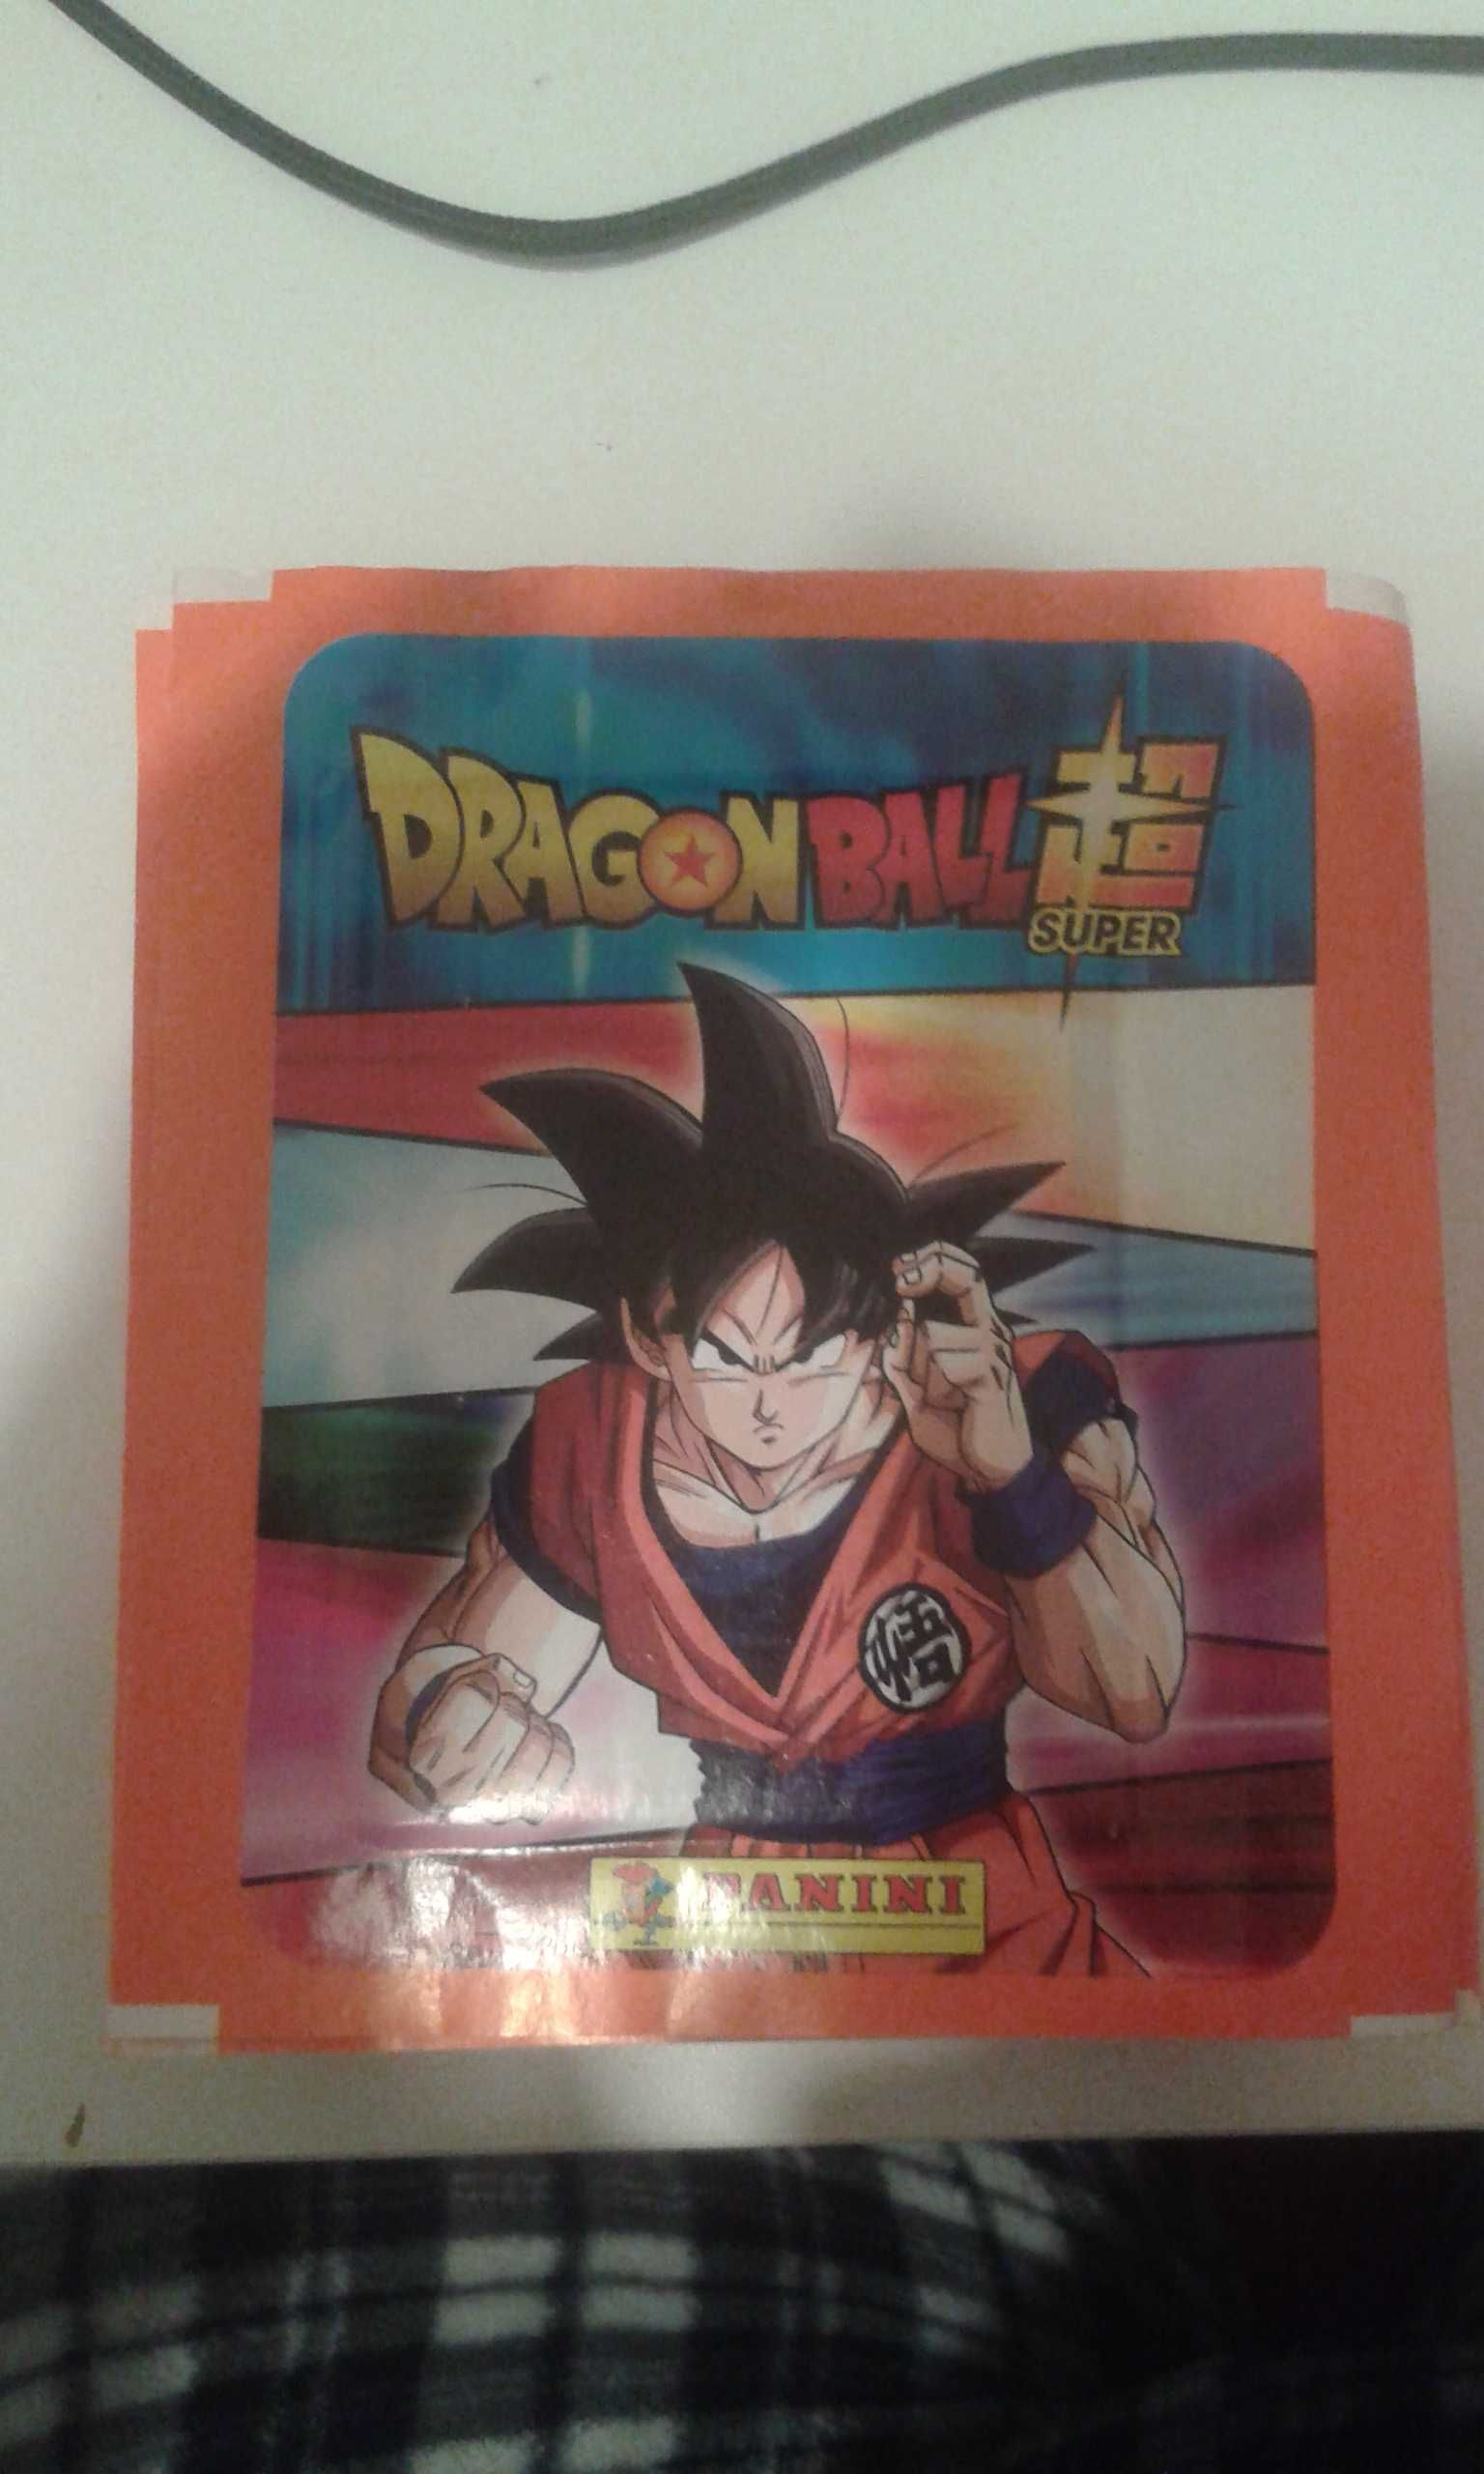 DRAGON BALL 超
SUPER
悟
PANINI